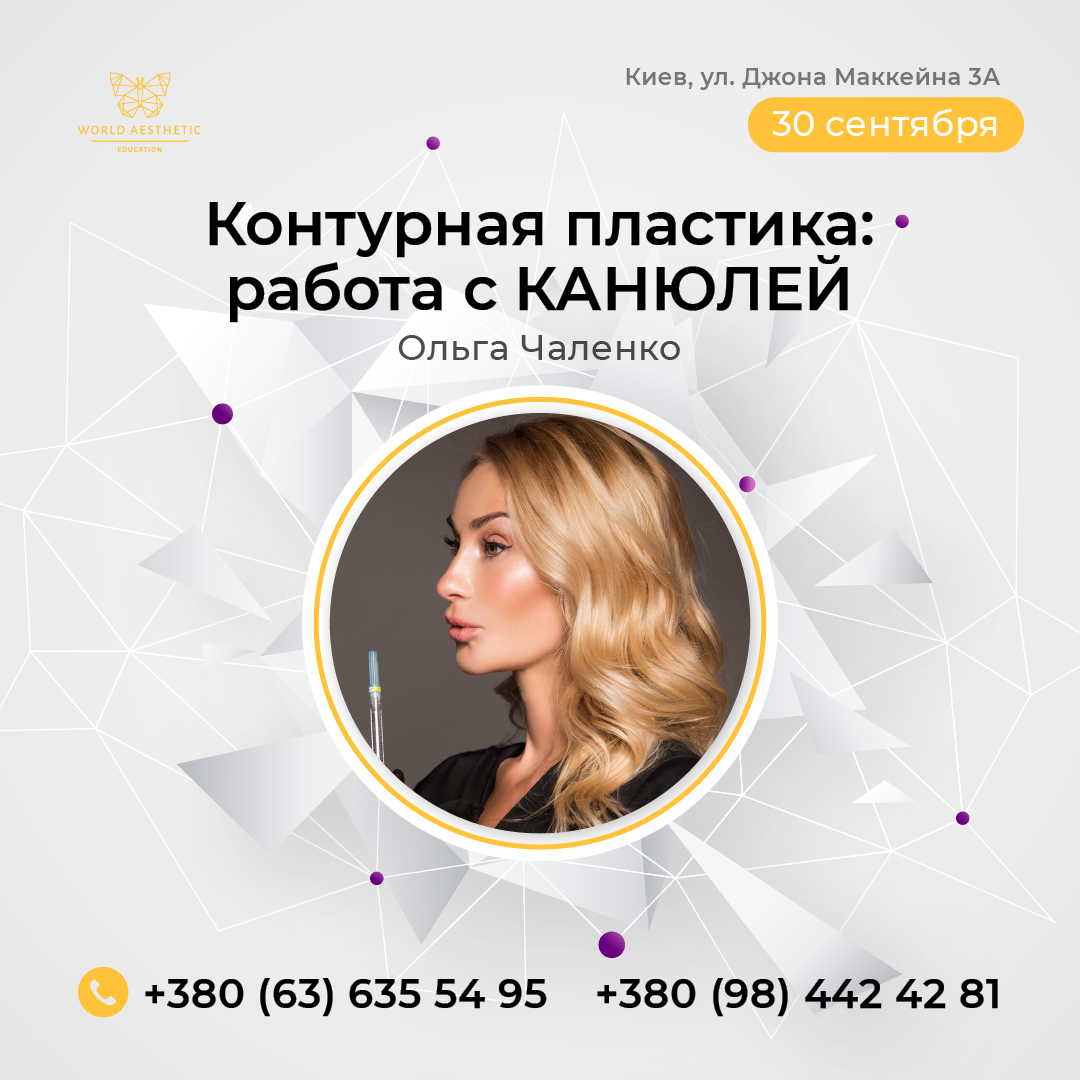 WORLD AESTHETIC
EDUCATION
Киев, ул. Джона Маккейна 3А
30 сентября
Контурная пластика:
работа с КАНЮЛЕЙ
Ольга Чаленко
+380 (63) 635 54 95
+380 (98) 442 42 81